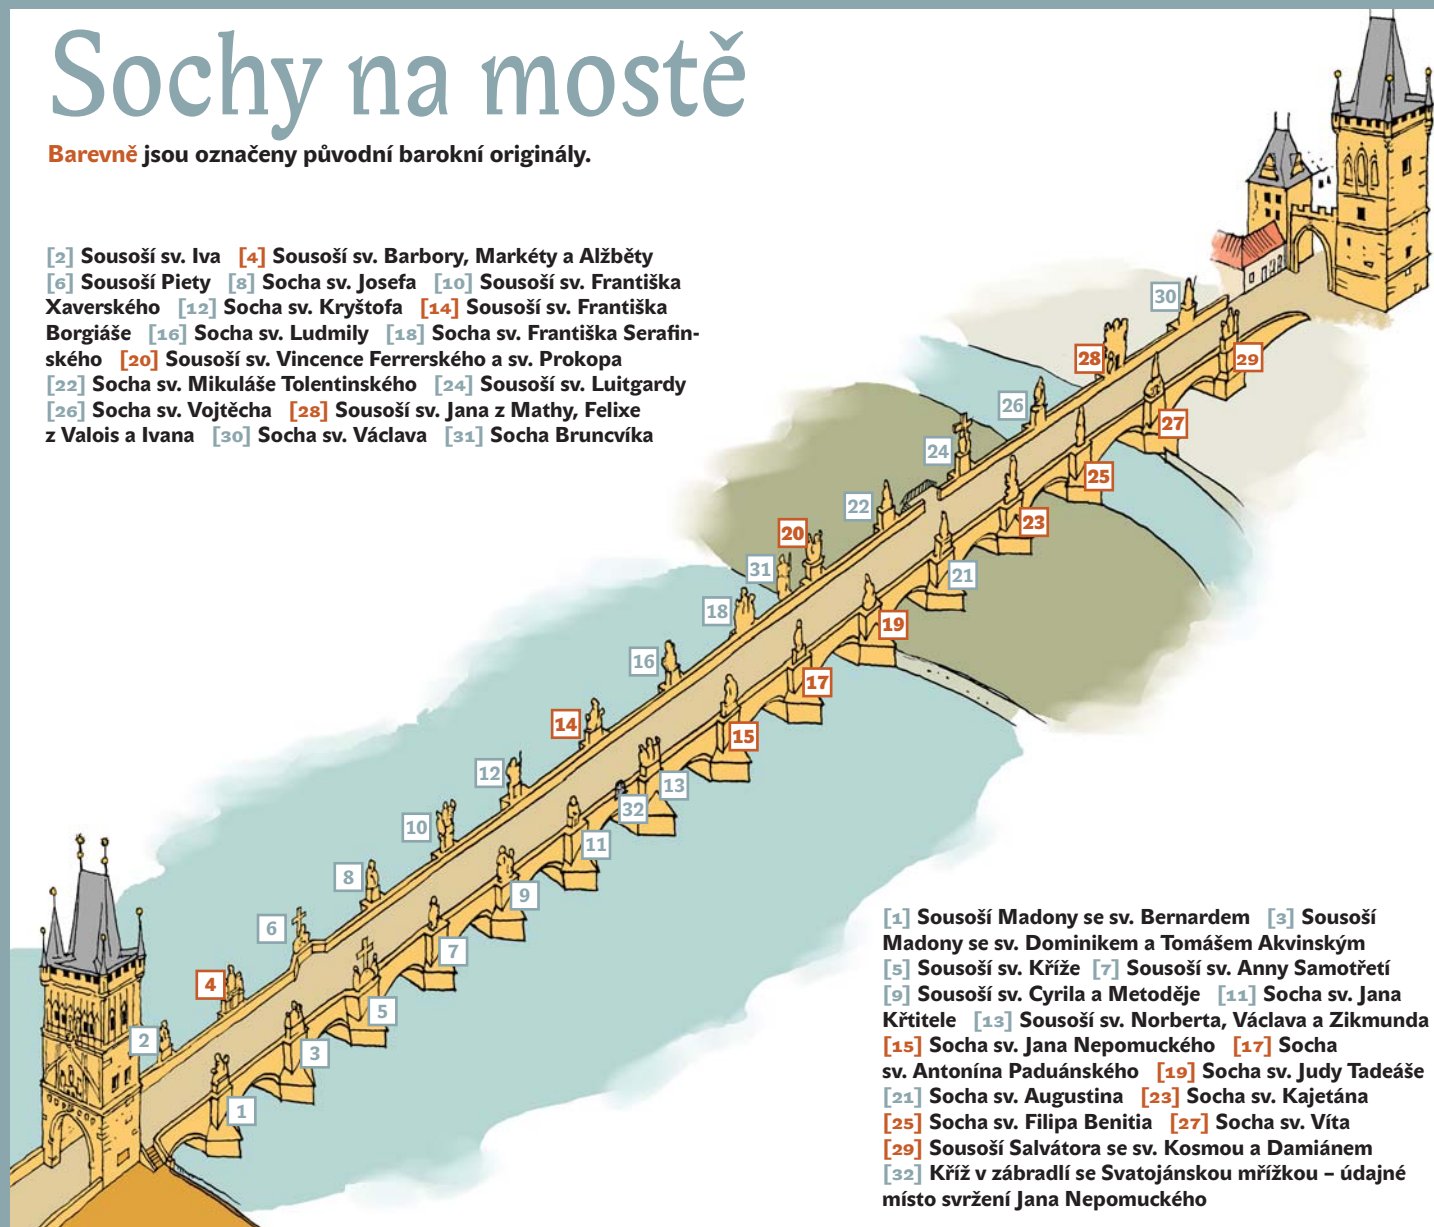 Sochy na mostě
Barevně jsou označeny původní barokní originály.
[2] Sousoší sv. Iva [4] Sousoší sv. Barbory, Markéty a Alžběty
[6] Sousoší Piety [8] Socha sv. Josefa [10] Sousoší sv. Františka
Xaverského [12] Socha sv. Kryštofa [14] Sousoší sv. Františka
Borgiáše [16] Socha sv. Ludmily [18] Socha sv. Františka Serafin-
ského [20] Sousoší sv. Vincence Ferrerského a sv. Prokopa
[22] Socha sv. Mikuláše Tolentinského [24] Sousoší sv. Luitgardy
[26] Socha sv. Vojtěcha [28] Sousoší sv. Jana z Mathy, Felixe
z Valois a Ivana [30] Socha sv. Václava [31] Socha Bruncvíka
30
28
29
26
27
24
25
22
23
20
31
21
18
19
16
17
14
15
12
13
32
10
11
8
9
6
7
4
5
2
3
1
[1] Sousoší Madony se sv. Bernardem [3] Sousoší
Madony se sv. Dominikem a Tomášem Akvinským
[5] Sousoší sv. Kříže [7] Sousoší sv. Anny Samotřetí
[9] Sousoší sv. Cyrila a Metoděje [11] Socha sv. Jana
Křtitele [13] Sousoší sv. Norberta, Václava a Zikmunda
[15] Socha sv. Jana Nepomuckého [17] Socha
sv. Antonína Paduánského [19] Socha sv. Judy Tadeáše
[21] Socha sv. Augustina [23] Socha sv. Kajetána
[25] Socha sv. Filipa Benitia [27] Socha sv. Víta
[29] Sousoší Salvátora se sv. Kosmou a Damiánem
[32] Kříž v zábradlí se Svatojánskou mřížkou – údajné
místo svržení Jana Nepomuckého